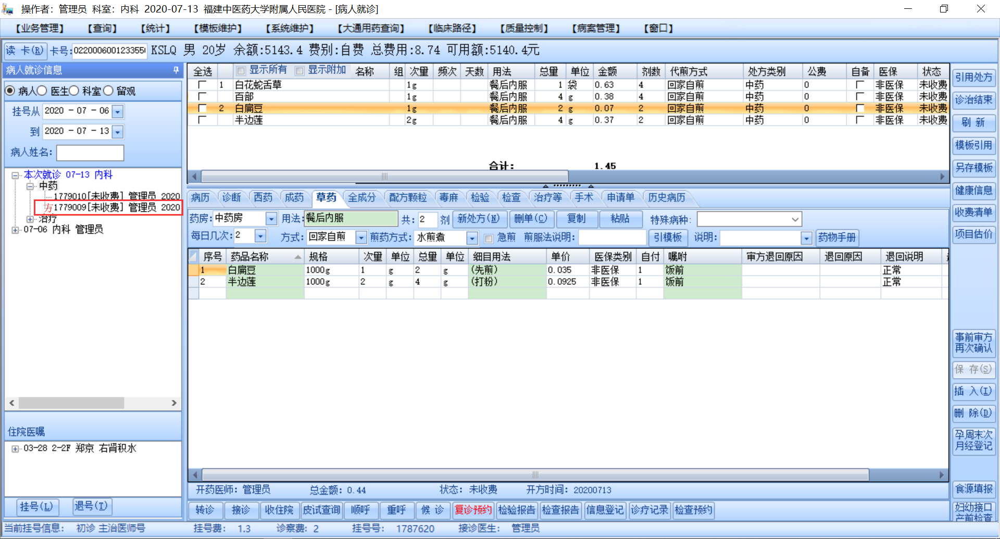 操作者: 管理员 科室: 内科 2020-07-13 福建中医药大学附属人民医院 - [病人就诊]
【业务管理】 【查询】 【统计】 【模板维护】 【系统维护】 【大通用药查询】 【临床路径】 【质量控制】 【病案管理】 【窗口】
读 卡(R) 卡号: 022000600123355 KSLQ 男 20岁 余额:5143.4 费别:自费 总费用:8.74 可用额:5140.4元
病人就诊信息
病人 医生 科室 留观
挂号从 2020 - 07 - 06
到 2020 - 07 - 13
病人姓名:
本次就诊 07-13 内科
中药
1779010[未收费] 管理员 2020
方1779009[未收费] 管理员 2020
治疗
07-06 内科 管理员
住院医嘱
03-28 2-2F 郑京 右肾积水
挂号(L) 退号(T)
全选 显示所有 显示附加 名称 组 次量 频次 天数 用法 总量 单位 金额 剂数 代煎方式 处方类别 公费 自备 医保 状态
1 白花蛇舌草 1g 餐后内服 1 袋 0.63 4 回家自煎 中药 0 非医保 未收费
百部 1g 餐后内服 4 g 0.38 4 回家自煎 中药 0 非医保 未收费
2 白扁豆 1g 餐后内服 2 g 0.07 2 回家自煎 中药 0 非医保 未收费
半边莲 2g 餐后内服 4 g 0.37 2 回家自煎 中药 0 非医保 未收费
合计: 1.45
病历 诊断 西药 成药 草药 全成分 配方颗粒 毒麻 检验 检查 治疗等 手术 申请单 历史病历
药房: 中药房 用法: 餐后内服 共: 2 剂 新处方(N) 删单(C) 复制 粘贴 特殊病种:
每日几次: 2 方式: 回家自煎 煎药方式: 水煎煮 急煎 煎服法说明: 引模板 说明: 药物手册
序号 药品名称 规格 次量 单位 总量 单位 细目用法 单价 医保类别 自付 嘱咐 审方退回原因 退回原因 退回说明
1 白扁豆 1000g 1 g 2 g (先煎) 0.035 非医保 1 饭前 正常
2 半边莲 1000g 2 g 4 g (打粉) 0.0925 非医保 1 饭前 正常
开药医师: 管理员 总金额: 0.44 状态: 未收费 开方时间: 20200713
转诊 接诊 收住院 皮试查询 顺呼 重呼 候 诊 复诊预约 检验报告 检查报告 信息登记 诊疗记录 检查预约
引用处方
诊治结束
刷 新
模板引用
另存模板
健康信息
收费清单
项目估价
事前审方
再次确认
保 存(S)
插 入(I)
删 除(D)
孕周末次
月经登记
食源填报
妇幼接口
产前检查
当前挂号信息: 初诊 主治医师号 挂号费: 1.3 诊察费: 2 挂号号: 1787620 接诊医生: 管理员